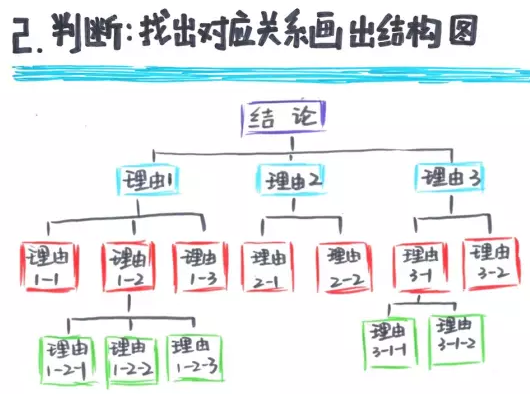 2. 判断:找出对应关系画出结构图
结论
理由1
理由2
理由3
理由
1-1
理由
1-2
理由
1-3
理由
2-1
理由
2-2
理由
3-1
理由
3-2
理由
1-2-1
理由
1-2-2
理由
1-2-3
理由
3-1-1
理由
3-1-2